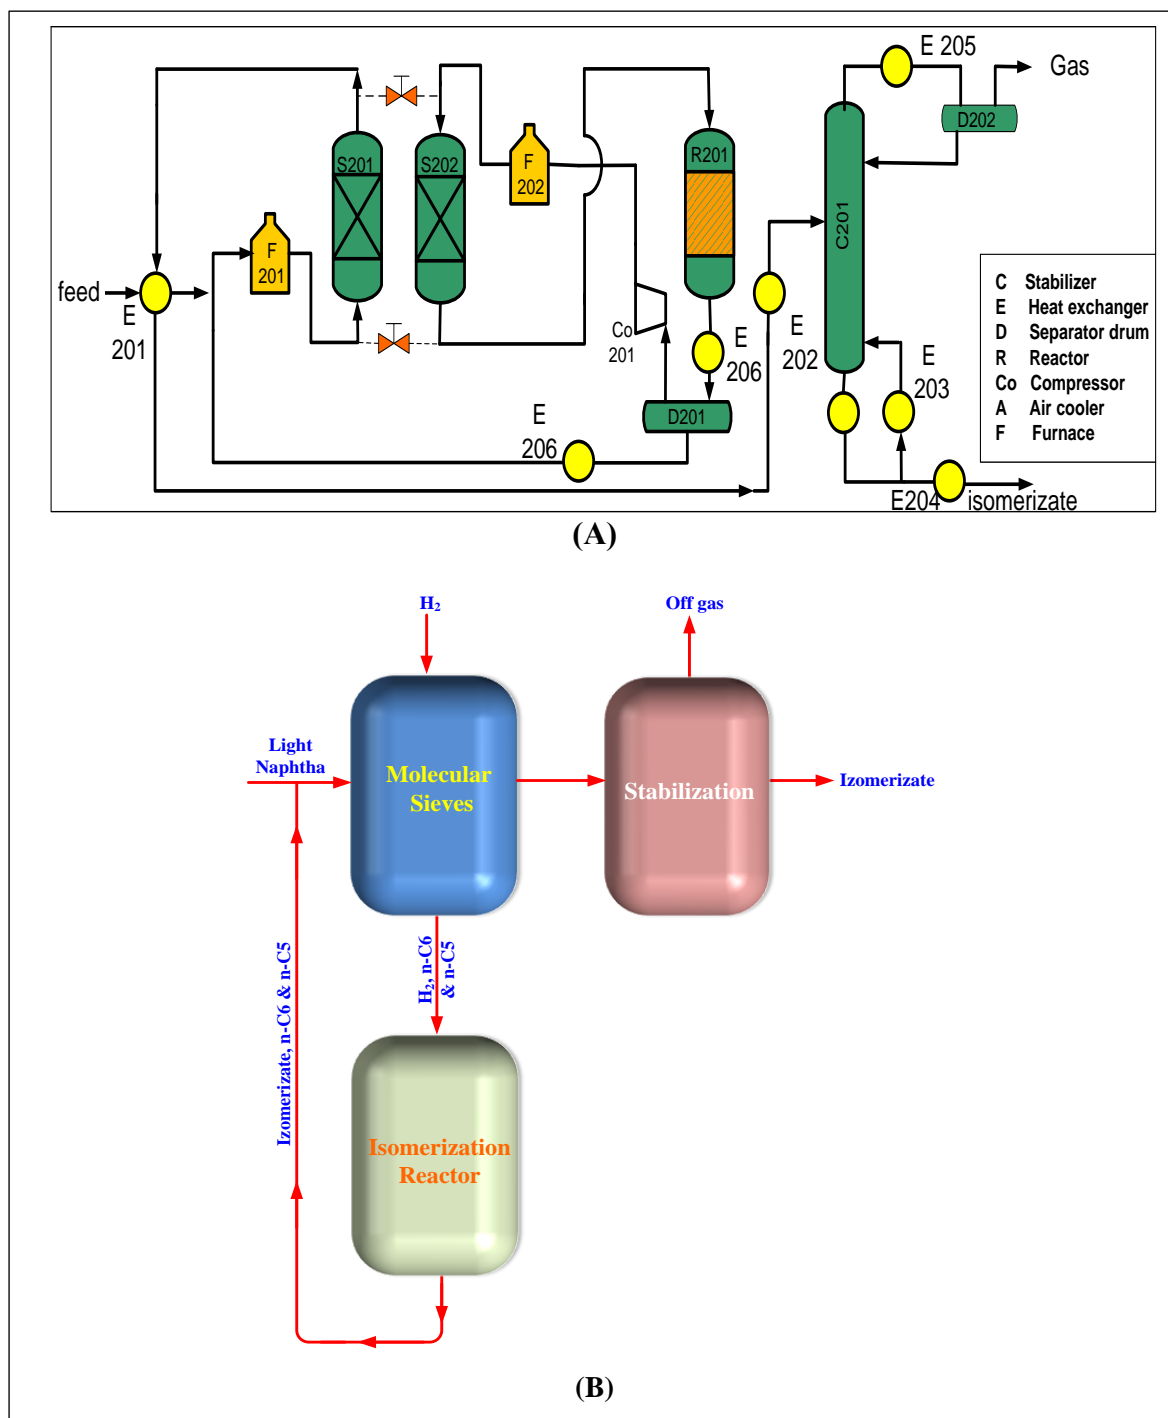 E 205
Gas
D202
S201
S202
F
202
R201
F
201
C201
feed
E
201
Co
201
E
206
E
202
E
203
D201
E
206
E204
isomerizate
C Stabilizer
E Heat exchanger
D Separator drum
R Reactor
Co Compressor
A Air cooler
F Furnace
(A)
H₂
Off gas
Light
Naphtha
Molecular
Sieves
Stabilization
Izomerizate
Izomerizate, n-C6 & n-C5
H₂, n-C6
& n-C5
Isomerization
Reactor
(B)